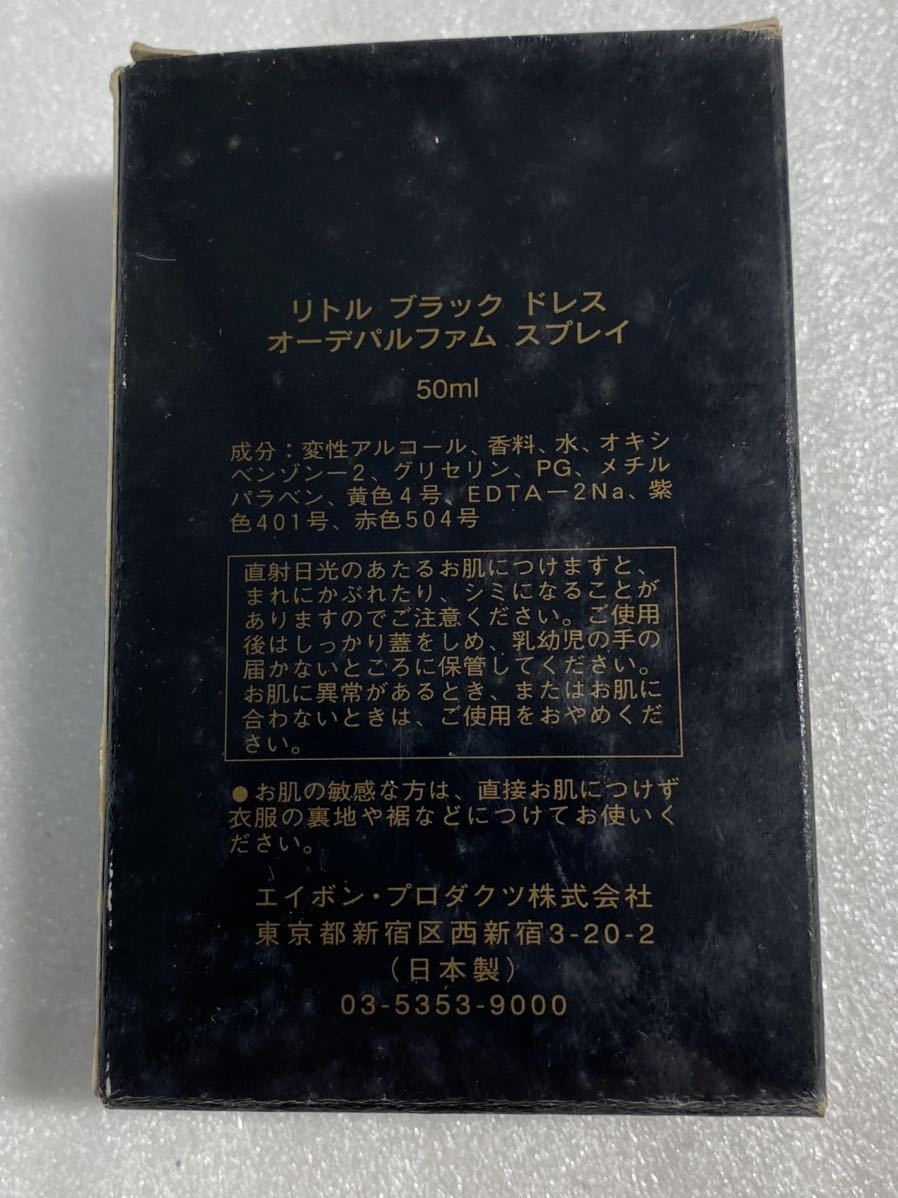 リトル ブラック ドレス
オーデパルファム スプレイ
50ml
成分：変性アルコール、香料、水、オキシ
ベンゾン－2、グリセリン、PG、メチル
パラベン、黄色4号、EDTA－2Na、紫
色401号、赤色504号
直射日光のあたるお肌につけますと、
まれにかぶれたり、シミになることが
ありますのでご注意ください。ご使用
後はしっかり蓋をしめ、乳幼児の手の
届かないところに保管してください。
お肌に異常があるとき、またはお肌に
合わないときは、ご使用をおやめくだ
さい。
●お肌の敏感な方は、直接お肌につけず
衣服の裏地や裾などにつけてお使いく
ださい。
エイボン・プロダクツ株式会社
東京都新宿区西新宿3-20-2
（日本製）
03-5353-9000